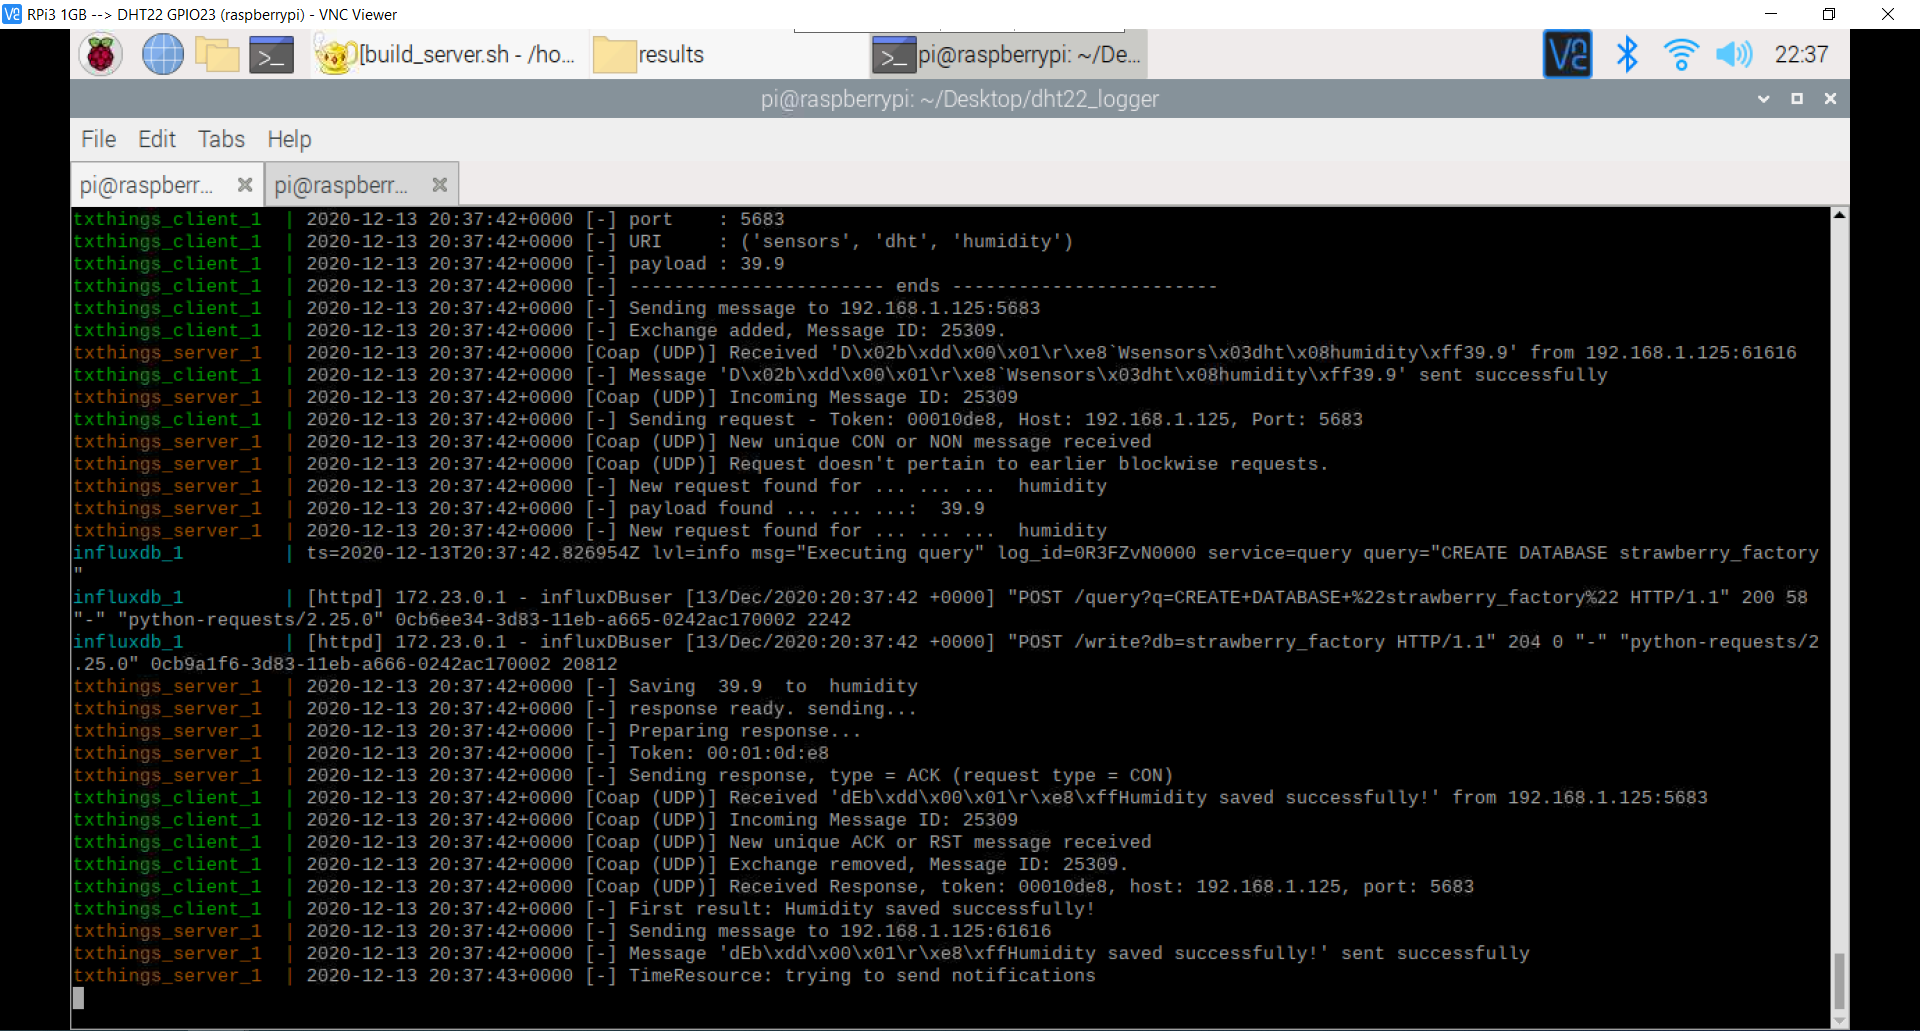 RPi3 1GB --> DHT22 GPIO23 (raspberrypi) - VNC Viewer
[build_server.sh - /ho... results pi@raspberrypi: ~/De... 22:37
pi@raspberrypi: ~/Desktop/dht22_logger
File Edit Tabs Help
pi@raspberr... pi@raspberr...
txthings_client_1 | 2020-12-13 20:37:42+0000 [-] port : 5683
txthings_client_1 | 2020-12-13 20:37:42+0000 [-] URI : ('sensors', 'dht', 'humidity')
txthings_client_1 | 2020-12-13 20:37:42+0000 [-] payload : 39.9
txthings_client_1 | 2020-12-13 20:37:42+0000 [-] ----------------------- ends ------------------------
txthings_client_1 | 2020-12-13 20:37:42+0000 [-] Sending message to 192.168.1.125:5683
txthings_client_1 | 2020-12-13 20:37:42+0000 [-] Exchange added, Message ID: 25309.
txthings_server_1 | 2020-12-13 20:37:42+0000 [Coap (UDP)] Received 'D\x02b\xdd\x00\x01\r\xe8`Wsensors\x03dht\x08humidity\xff39.9' from 192.168.1.125:61616
txthings_client_1 | 2020-12-13 20:37:42+0000 [-] Message 'D\x02b\xdd\x00\x01\r\xe8`Wsensors\x03dht\x08humidity\xff39.9' sent successfully
txthings_server_1 | 2020-12-13 20:37:42+0000 [Coap (UDP)] Incoming Message ID: 25309
txthings_client_1 | 2020-12-13 20:37:42+0000 [-] Sending request - Token: 00010de8, Host: 192.168.1.125, Port: 5683
txthings_server_1 | 2020-12-13 20:37:42+0000 [Coap (UDP)] New unique CON or NON message received
txthings_server_1 | 2020-12-13 20:37:42+0000 [Coap (UDP)] Request doesn't pertain to earlier blockwise requests.
txthings_server_1 | 2020-12-13 20:37:42+0000 [-] New request found for ... ... ... humidity
txthings_server_1 | 2020-12-13 20:37:42+0000 [-] payload found ... ... ...: 39.9
txthings_server_1 | 2020-12-13 20:37:42+0000 [-] New request found for ... ... ... humidity
influxdb_1 | ts=2020-12-13T20:37:42.826954Z lvl=info msg="Executing query" log_id=0R3FZvN0000 service=query query="CREATE DATABASE strawberry_factory
"
influxdb_1 | [httpd] 172.23.0.1 - influxDBuser [13/Dec/2020:20:37:42 +0000] "POST /query?q=CREATE+DATABASE+%22strawberry_factory%22 HTTP/1.1" 200 58
"-" "python-requests/2.25.0" 0cb6ee34-3d83-11eb-a665-0242ac170002 2242
influxdb_1 | [httpd] 172.23.0.1 - influxDBuser [13/Dec/2020:20:37:42 +0000] "POST /write?db=strawberry_factory HTTP/1.1" 204 0 "-" "python-requests/2
.25.0" 0cb9a1f6-3d83-11eb-a666-0242ac170002 20812
txthings_server_1 | 2020-12-13 20:37:42+0000 [-] Saving 39.9 to humidity
txthings_server_1 | 2020-12-13 20:37:42+0000 [-] response ready. sending...
txthings_server_1 | 2020-12-13 20:37:42+0000 [-] Preparing response...
txthings_server_1 | 2020-12-13 20:37:42+0000 [-] Token: 00:01:0d:e8
txthings_server_1 | 2020-12-13 20:37:42+0000 [-] Sending response, type = ACK (request type = CON)
txthings_client_1 | 2020-12-13 20:37:42+0000 [Coap (UDP)] Received 'dEb\xdd\x00\x01\r\xe8\xffHumidity saved successfully!' from 192.168.1.125:5683
txthings_client_1 | 2020-12-13 20:37:42+0000 [Coap (UDP)] Incoming Message ID: 25309
txthings_client_1 | 2020-12-13 20:37:42+0000 [Coap (UDP)] New unique ACK or RST message received
txthings_client_1 | 2020-12-13 20:37:42+0000 [Coap (UDP)] Exchange removed, Message ID: 25309.
txthings_client_1 | 2020-12-13 20:37:42+0000 [Coap (UDP)] Received Response, token: 00010de8, host: 192.168.1.125, port: 5683
txthings_client_1 | 2020-12-13 20:37:42+0000 [-] First result: Humidity saved successfully!
txthings_server_1 | 2020-12-13 20:37:42+0000 [-] Sending message to 192.168.1.125:61616
txthings_server_1 | 2020-12-13 20:37:42+0000 [-] Message 'dEb\xdd\x00\x01\r\xe8\xffHumidity saved successfully!' sent successfully
txthings_server_1 | 2020-12-13 20:37:43+0000 [-] TimeResource: trying to send notifications